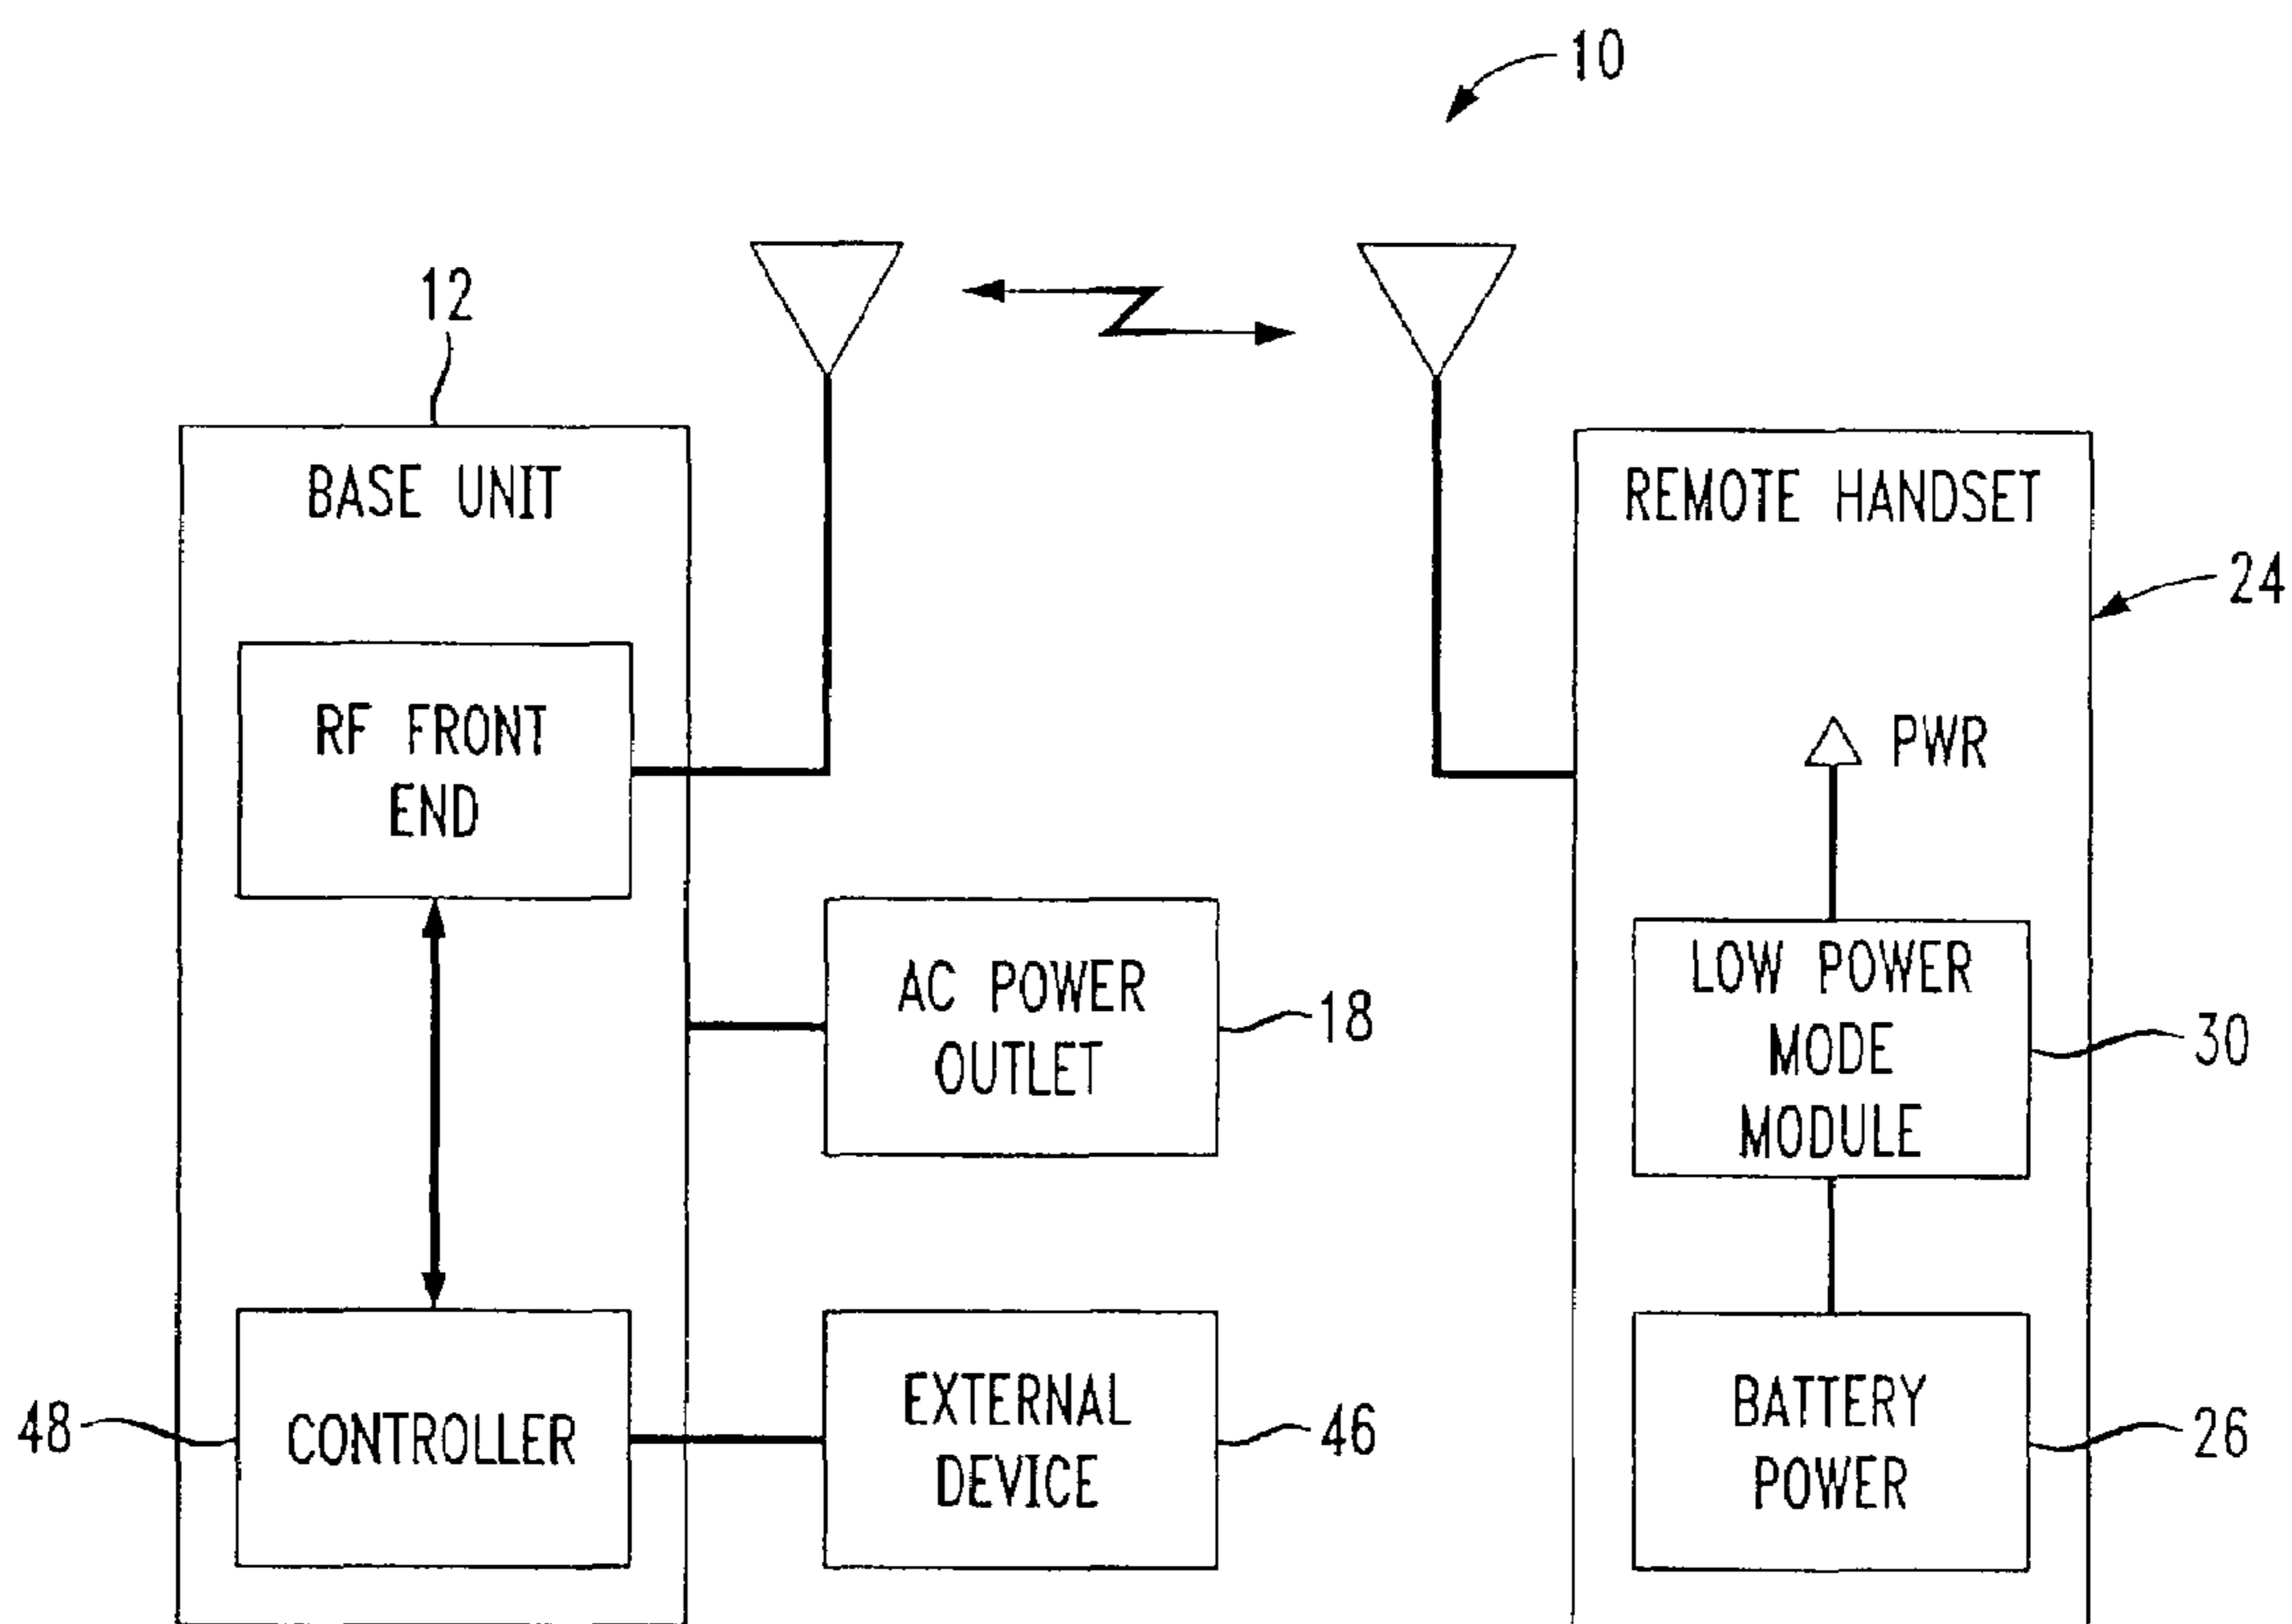 10
12
BASE UNIT
REMOTE HANDSET
24
RF FRONT
END
PWR
AC POWER
OUTLET
18
LOW POWER
MODE
MODULE
30
48
CONTROLLER
EXTERNAL
DEVICE
46
BATTERY
POWER
26